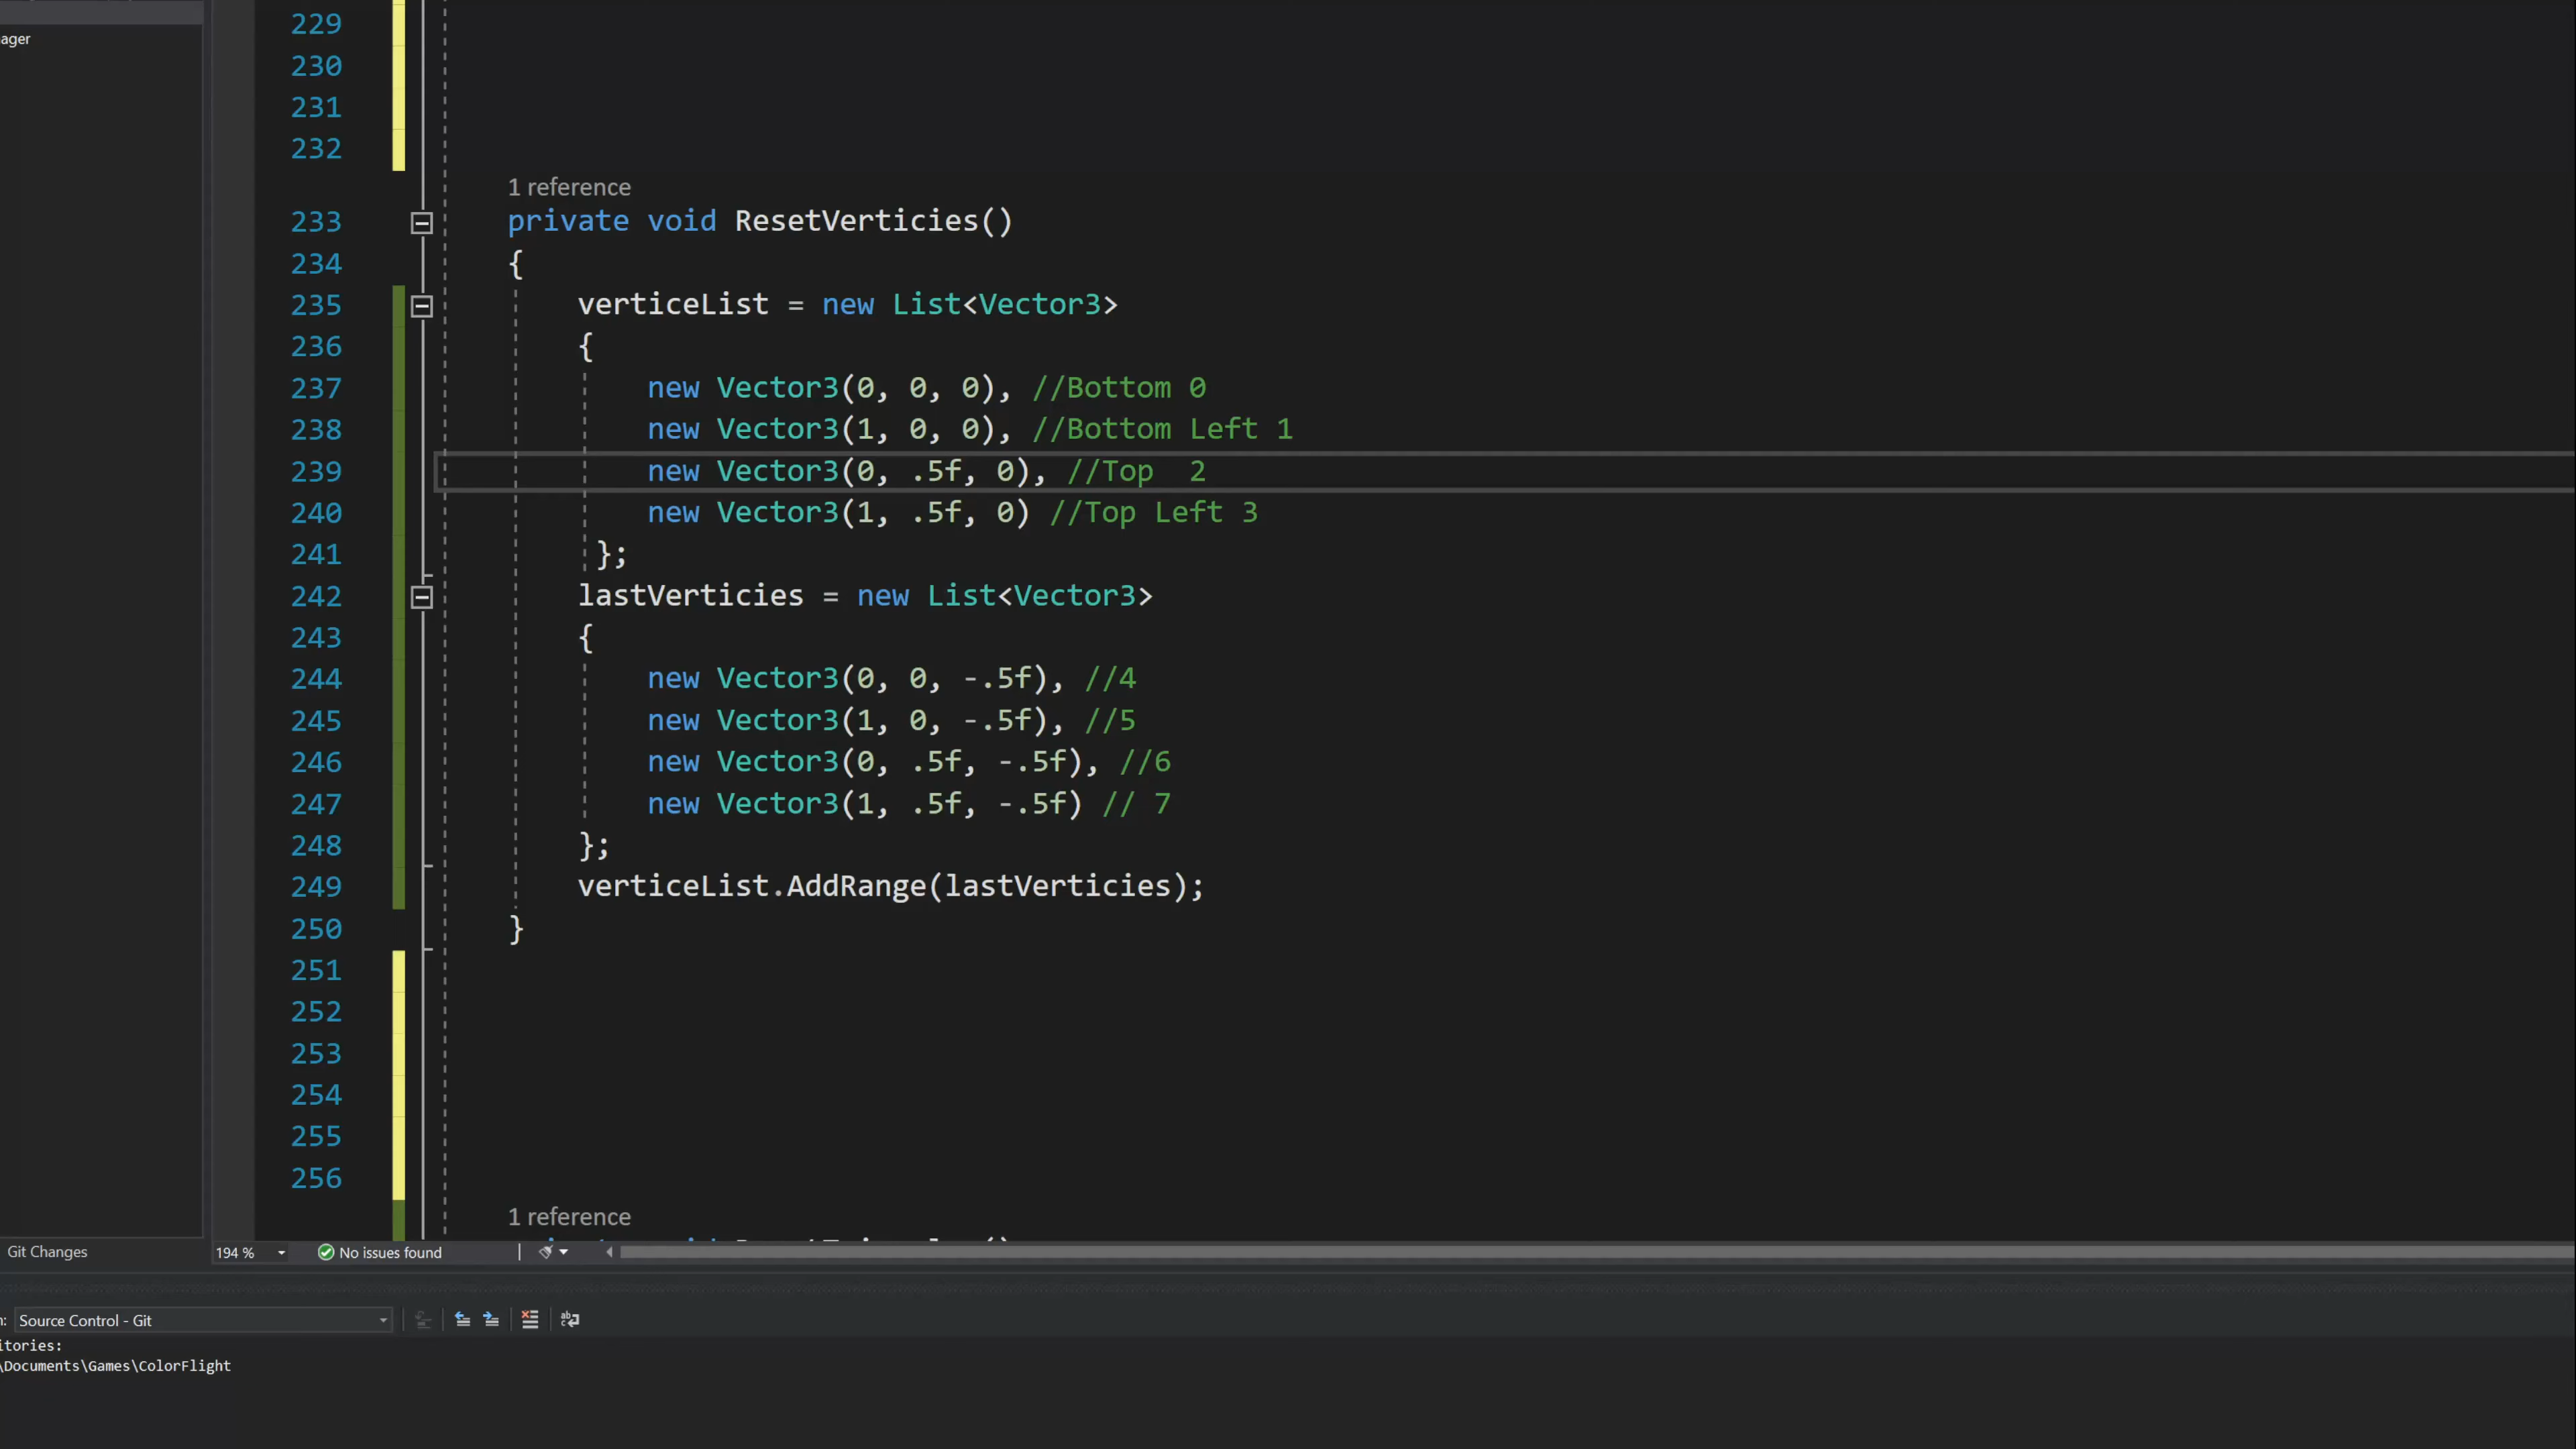 ager
229
230
231
232
1 reference
233 private void ResetVerticies()
234 {
235 verticeList = new List<Vector3>
236 {
237 new Vector3(0, 0, 0), //Bottom 0
238 new Vector3(1, 0, 0), //Bottom Left 1
239 new Vector3(0, .5f, 0), //Top  2
240 new Vector3(1, .5f, 0) //Top Left 3
241 };
242 lastVerticies = new List<Vector3>
243 {
244 new Vector3(0, 0, -.5f), //4
245 new Vector3(1, 0, -.5f), //5
246 new Vector3(0, .5f, -.5f), //6
247 new Vector3(1, .5f, -.5f) // 7
248 };
249 verticeList.AddRange(lastVerticies);
250 }
251
252
253
254
255
256
1 reference
Git Changes 194 % No issues found
Source Control - Git
itories:
\Documents\Games\ColorFlight